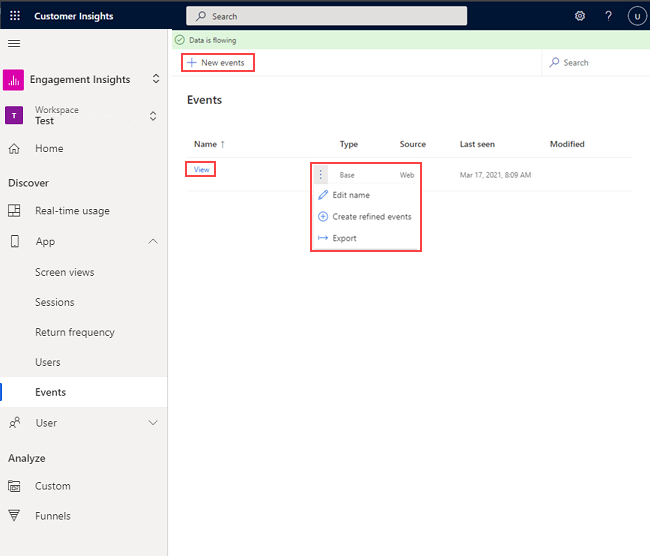 Customer Insights
Search
U
Data is flowing
New events
Search
Engagement Insights
T
Workspace
Test
Home
Discover
Real-time usage
App
Screen views
Sessions
Return frequency
Users
Events
User
Analyze
Custom
Funnels
Events
Name Type Source Last seen Modified
View Base Web Mar 17, 2021, 8:09 AM
Edit name
Create refined events
Export